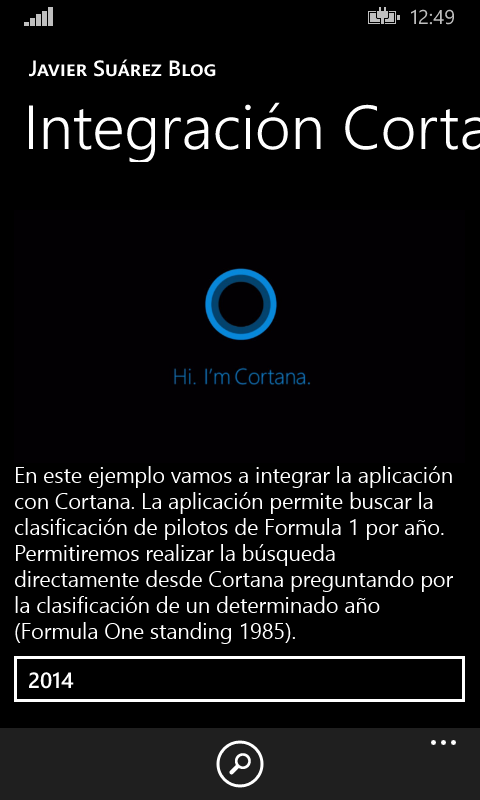 12:49
Javier Suárez Blog
Integración Corta
Hi. I'm Cortana.
En este ejemplo vamos a integrar la aplicación
con Cortana. La aplicación permite buscar la
clasificación de pilotos de Formula 1 por año.
Permitiremos realizar la búsqueda
directamente desde Cortana preguntando por
la clasificación de un determinado año
(Formula One standing 1985).
2014